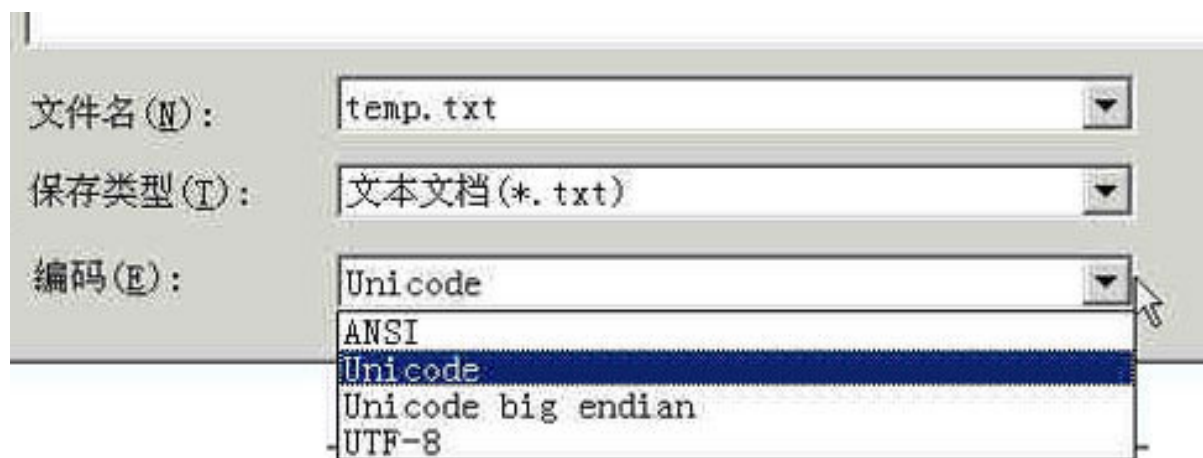 文件名(N): temp.txt
保存类型(T): 文本文档(*.txt)
编码(E): Unicode
ANSI
Unicode
Unicode big endian
UTF-8